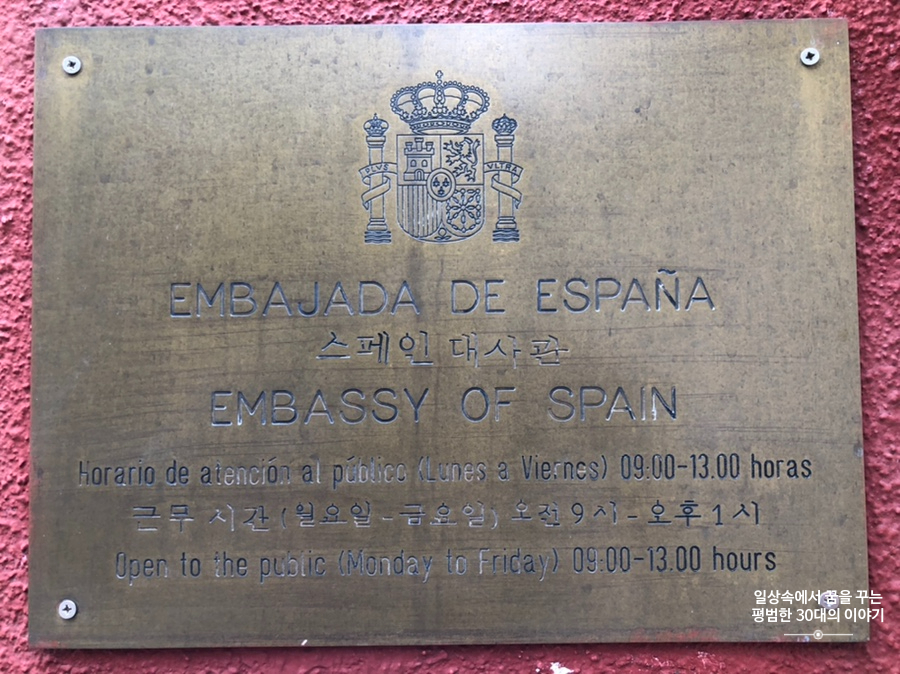 PLVS VLTRA
EMBAJADA DE ESPAÑA
스페인 대사관
EMBASSY OF SPAIN
Horario de atención al público (Lunes a Viernes) 09:00-13.00 horas
근무 시간 (월요일 - 금요일) 오전 9시 - 오후 1시
Open to the public (Monday to Friday) 09:00-13.00 hours
일상속에서 꿈을 꾸는
평범한 30대의 이야기